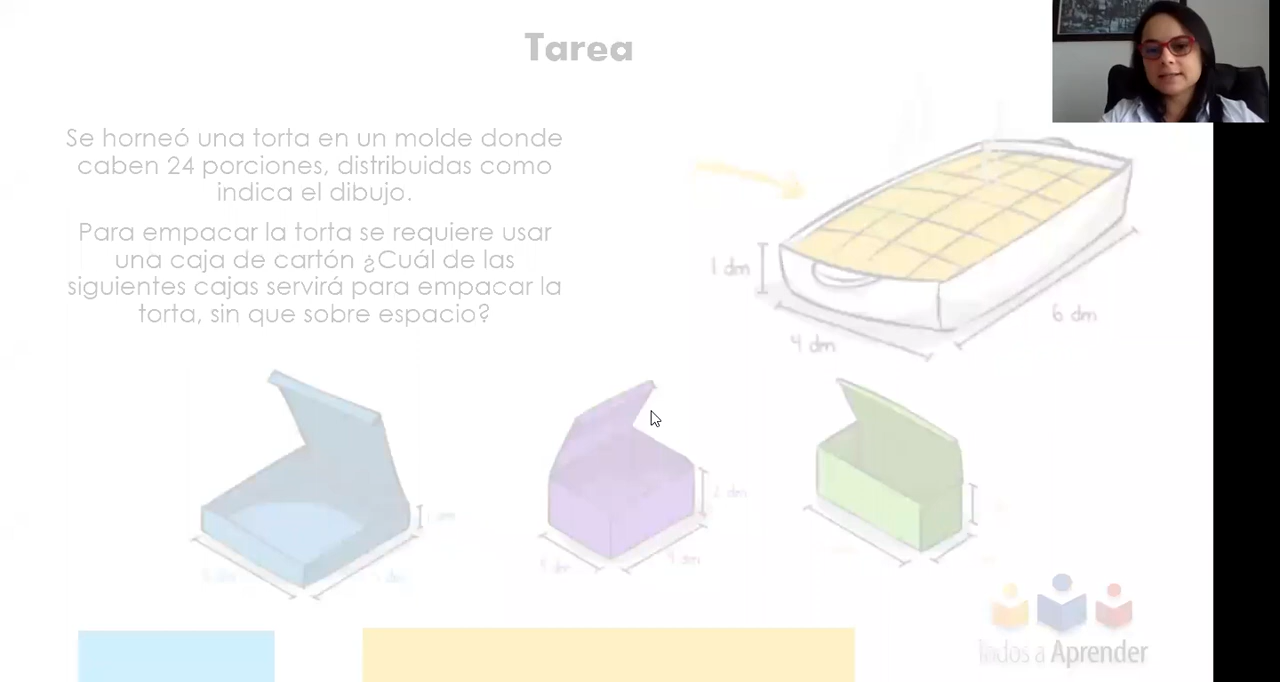 Tarea
Se horneó una torta en un molde donde
caben 24 porciones, distribuidas como
indica el dibujo.
Para empacar la torta se requiere usar
una caja de cartón ¿Cuál de las
siguientes cajas servirá para empacar la
torta, sin que sobre espacio?
1 dm
4 dm
6 dm
Todos a Aprender